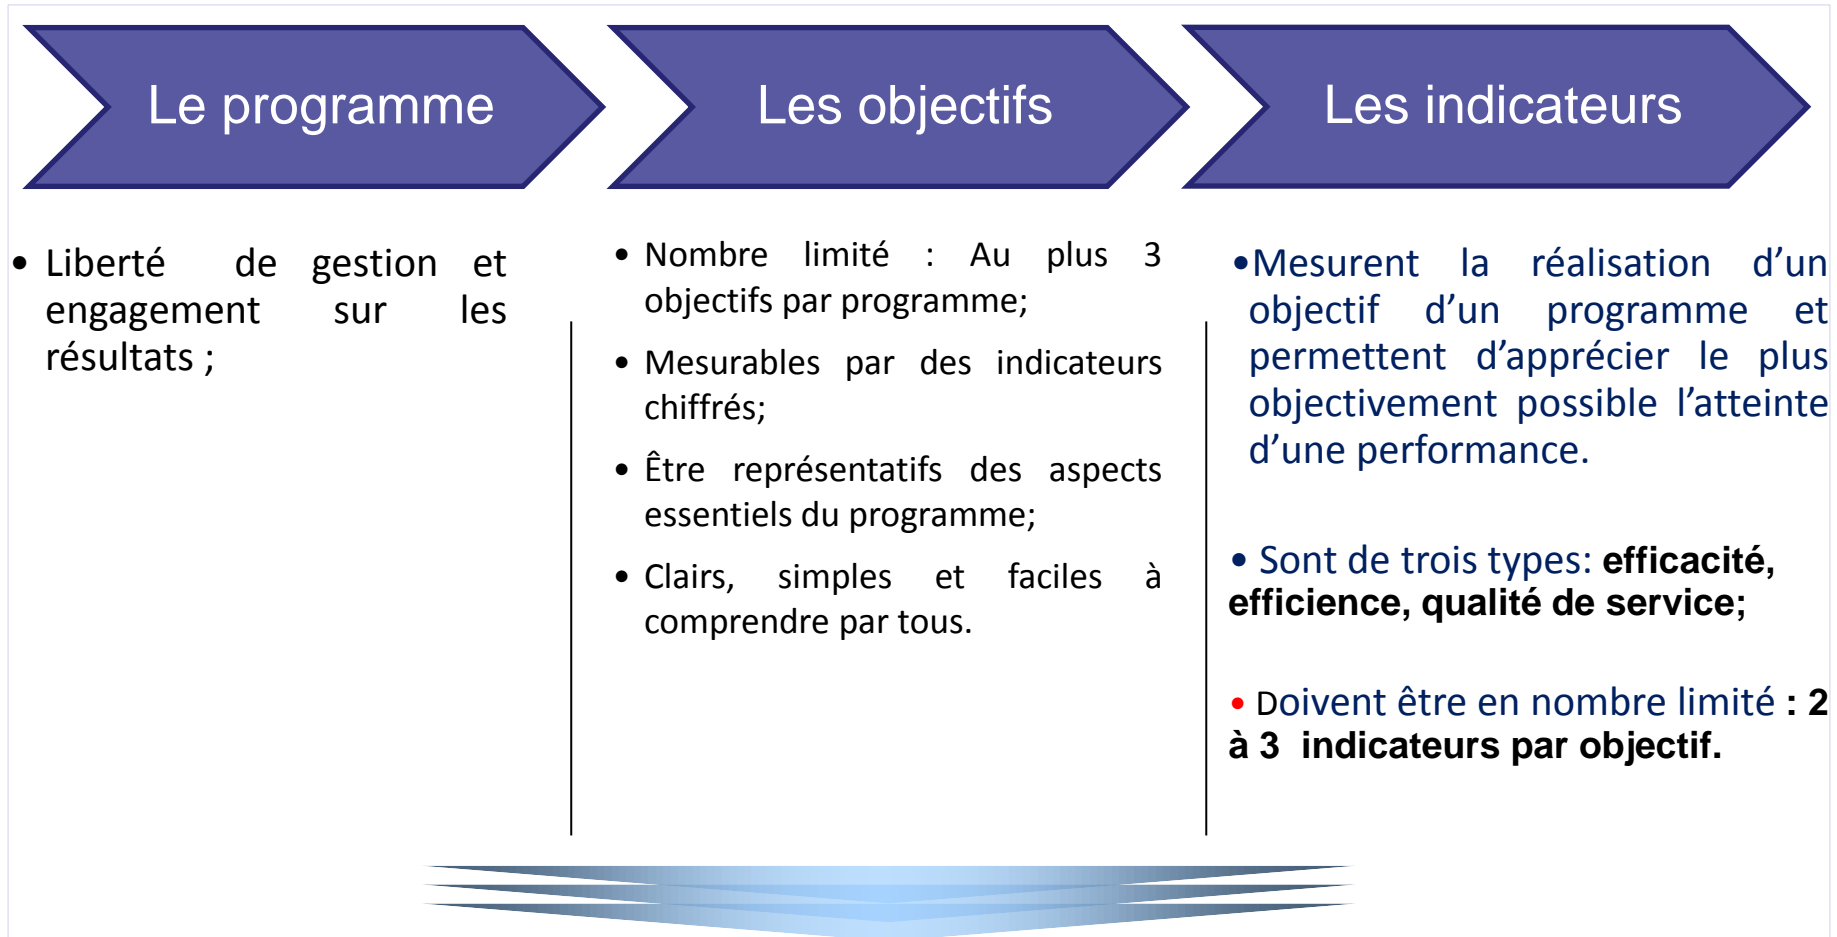 Le programme
Les objectifs
Les indicateurs
• Liberté de gestion et
engagement sur les
résultats ;
• Nombre limité : Au plus 3
objectifs par programme;
• Mesurables par des indicateurs
chiffrés;
• Être représentatifs des aspects
essentiels du programme;
• Clairs, simples et faciles à
comprendre par tous.
•Mesurent la réalisation d’un
objectif d’un programme et
permettent d’apprécier le plus
objectivement possible l’atteinte
d’une performance.
• Sont de trois types: efficacité,
efficience, qualité de service;
• Doivent être en nombre limité : 2
à 3 indicateurs par objectif.